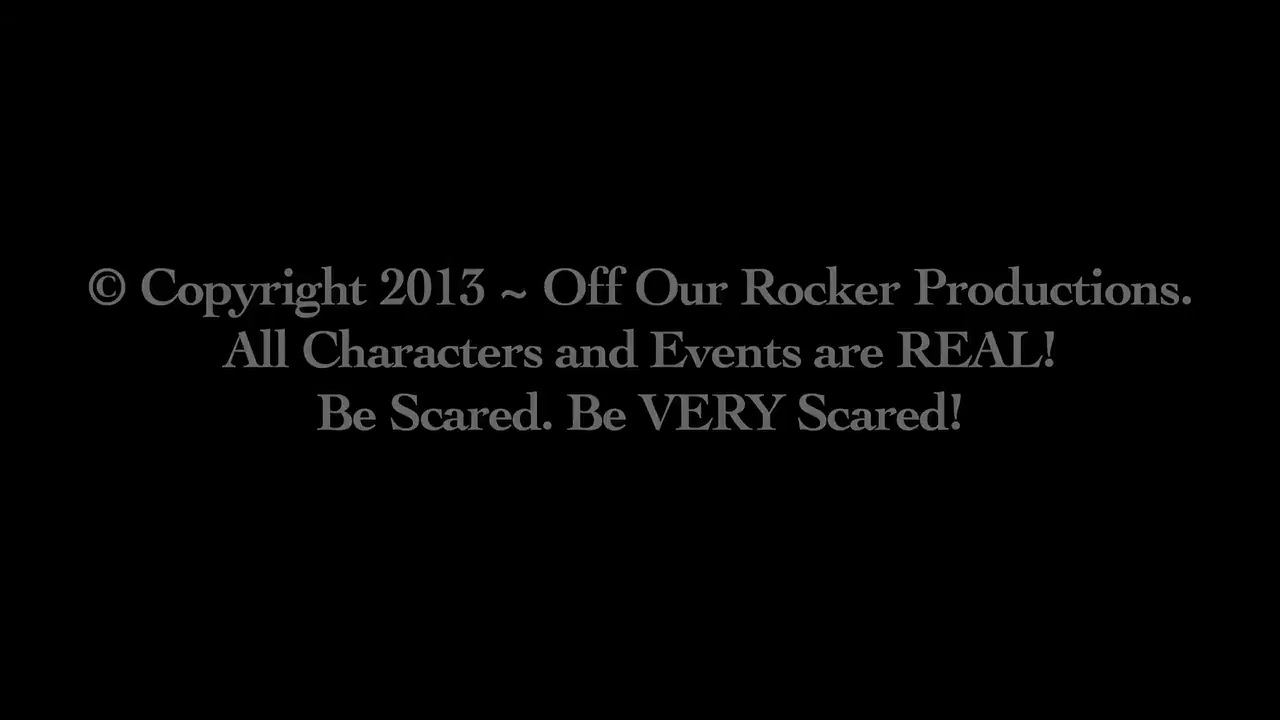 © Copyright 2013 ~ Off Our Rocker Productions.
All Characters and Events are REAL!
Be Scared. Be VERY Scared!